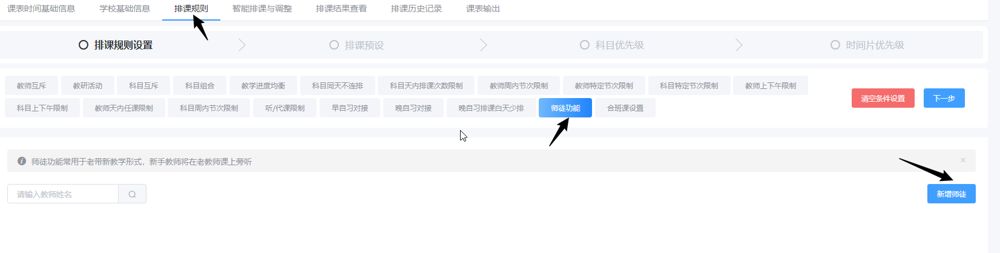 课表时间基础信息 学校基础信息 排课规则 智能排课与调整 排课结果查看 排课历史记录 课表输出
排课规则设置 排课预设 科目优先级 时间片优先级
教师互斥 教研活动 科目互斥 科目组合 教学进度均衡 科目同天不连排 科目天内排课次数限制 教师周内节次限制 教师特定节次限制 科目特定节次限制 教师上下午限制
科目上下午限制 教师天内任课限制 科目周内节次限制 听/代课限制 早自习对接 晚自习对接 晚自习排课白天少排 师徒功能 合班课设置
清空条件设置 下一步
师徒功能常用于老带新教学形式，新手教师将在老教师课上旁听
请输入教师姓名 新增师徒